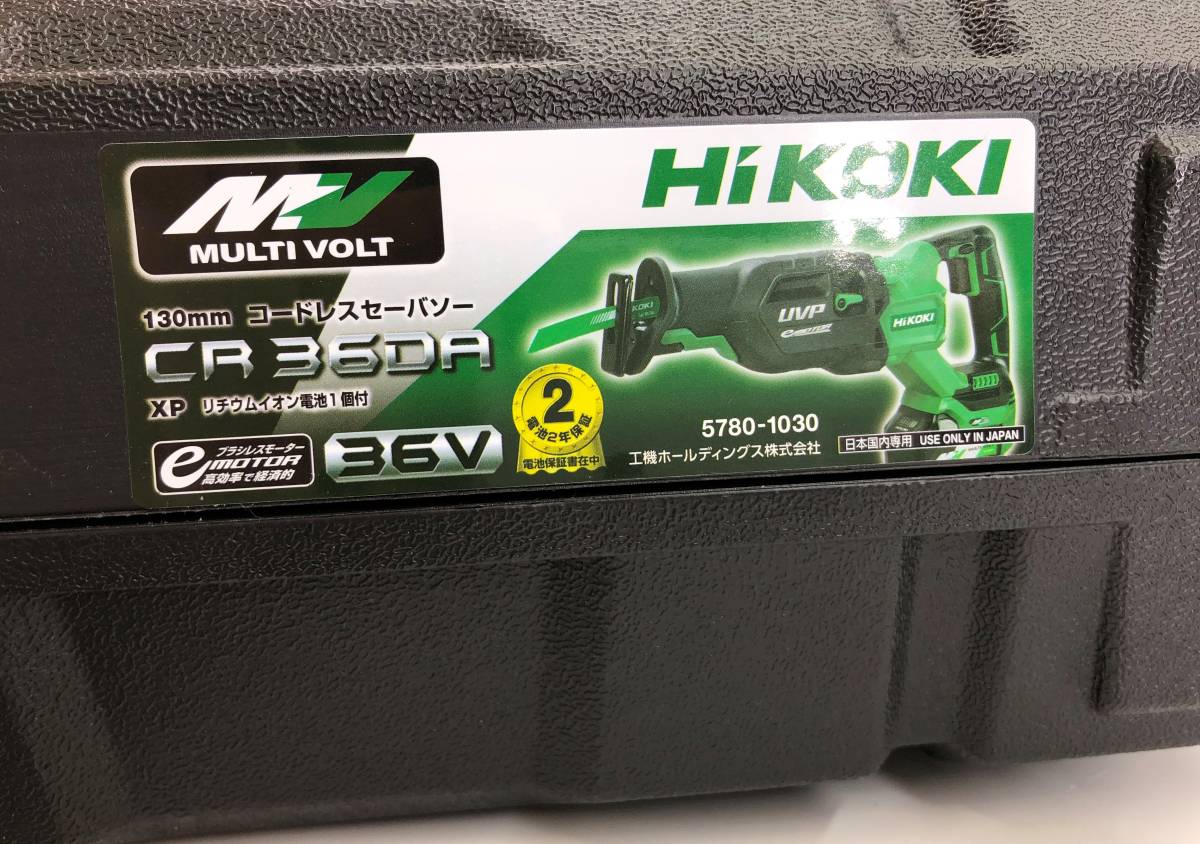 MV
MULTI VOLT
HiKOKI
130mm コードレスセーバソー
CR 36DA
XP リチウムイオン電池1個付
ブラシレスモーター
e MOTOR
高効率で経済的
36V
2
電池2年保証
電池保証書在中
KOKI
UVP
e MOTOR
HiKOKI
5780-1030
工機ホールディングス株式会社
日本国内専用 USE ONLY IN JAPAN